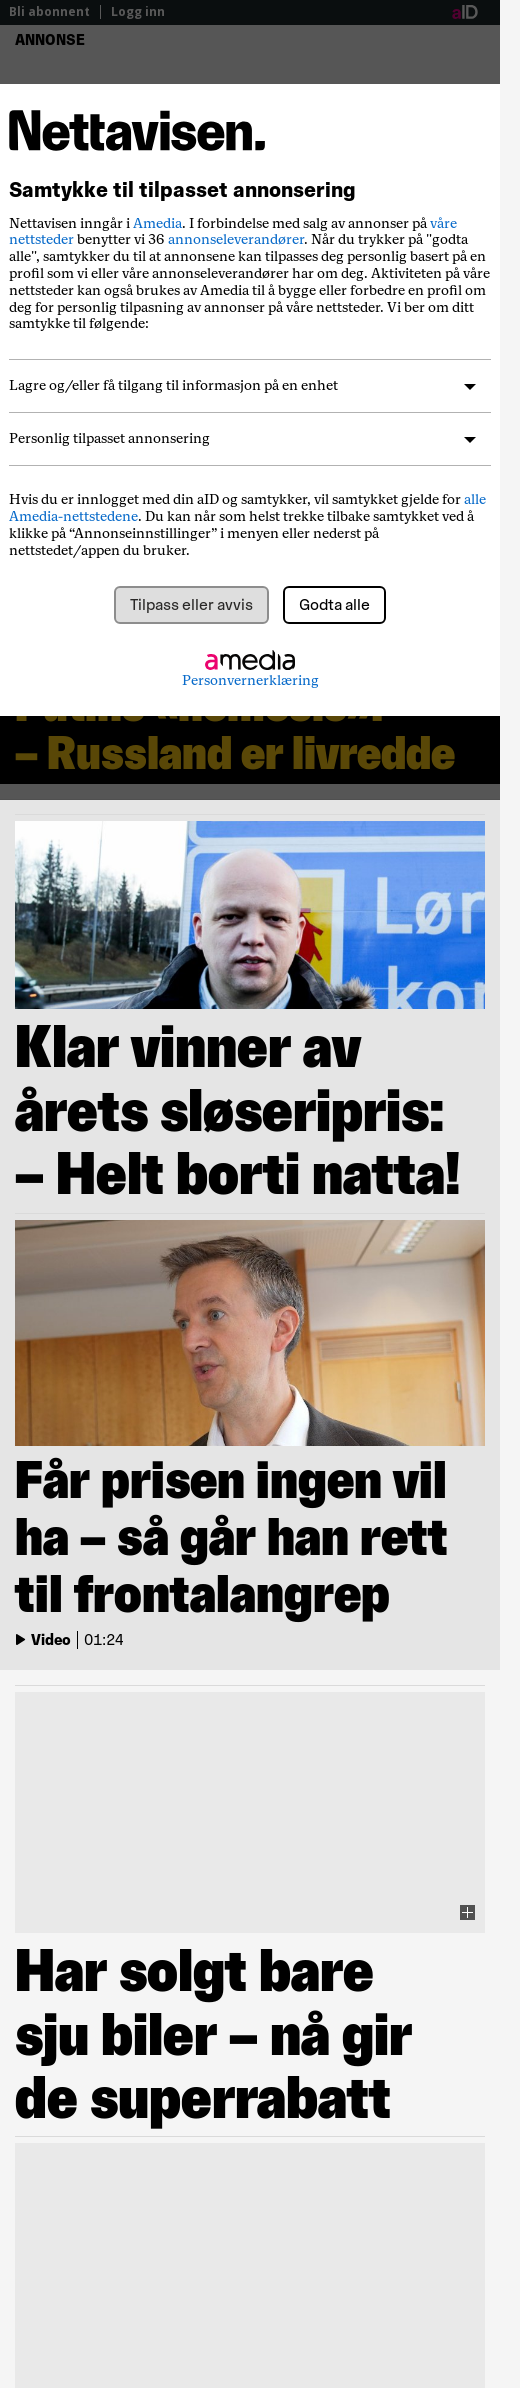 Bli abonnent
Logg inn
aID
ANNONSE
Nettavisen.
Samtykke til tilpasset annonsering
Nettavisen inngår i Amedia. I forbindelse med salg av annonser på våre
nettsteder benytter vi 36 annonseleverandører. Når du trykker på "godta
alle", samtykker du til at annonsene kan tilpasses deg personlig basert på en
profil som vi eller våre annonseleverandører har om deg. Aktiviteten på våre
nettsteder kan også brukes av Amedia til å bygge eller forbedre en profil om
deg for personlig tilpasning av annonser på våre nettsteder. Vi ber om ditt
samtykke til følgende:
Lagre og/eller få tilgang til informasjon på en enhet
Personlig tilpasset annonsering
Hvis du er innlogget med din aID og samtykker, vil samtykket gjelde for alle
Amedia-nettstedene. Du kan når som helst trekke tilbake samtykket ved å
klikke på “Annonseinnstillinger” i menyen eller nederst på
nettstedet/appen du bruker.
Tilpass eller avvis
Godta alle
amedia
Personvernerklæring
– Russland er livredde
Lør
kor
Klar vinner av
årets sløseripris:
– Helt borti natta!
Får prisen ingen vil
ha – så går han rett
til frontalangrep
Video | 01:24
Har solgt bare
sju biler – nå gir
de superrabatt